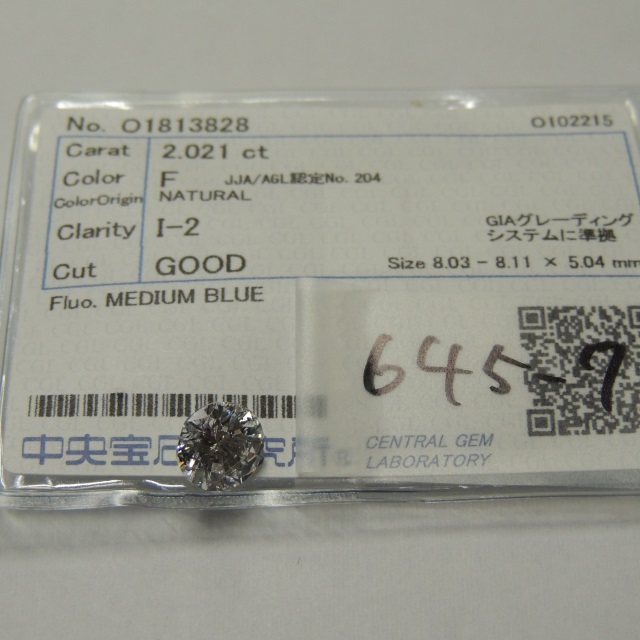 No. O1813828 O102215
Carat 2.021 ct
Color F JJA/AGL認定No. 204
ColorOrigin NATURAL
Clarity I-2 GIAグレーディング
システムに準拠
Cut GOOD Size 8.03 - 8.11 × 5.04 mm
Fluo. MEDIUM BLUE
645-7
中央宝石 究所
CENTRAL GEM
LABORATORY